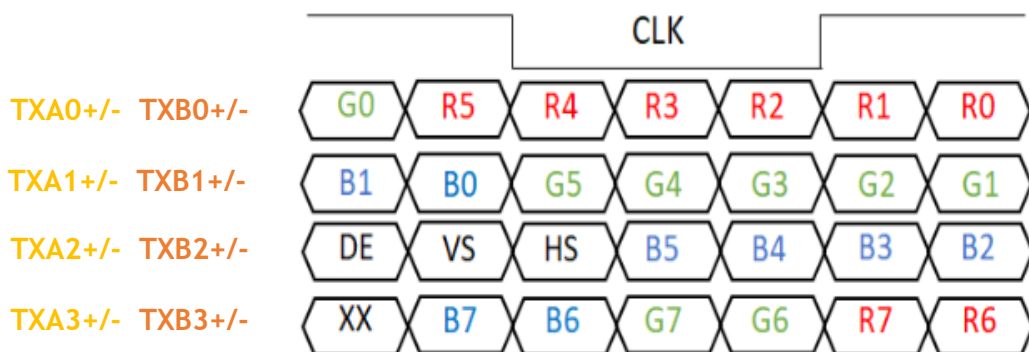 CLK
TXA0+/- TXB0+/- G0 R5 R4 R3 R2 R1 R0
TXA1+/- TXB1+/- B1 B0 G5 G4 G3 G2 G1
TXA2+/- TXB2+/- DE VS HS B5 B4 B3 B2
TXA3+/- TXB3+/- XX B7 B6 G7 G6 R7 R6